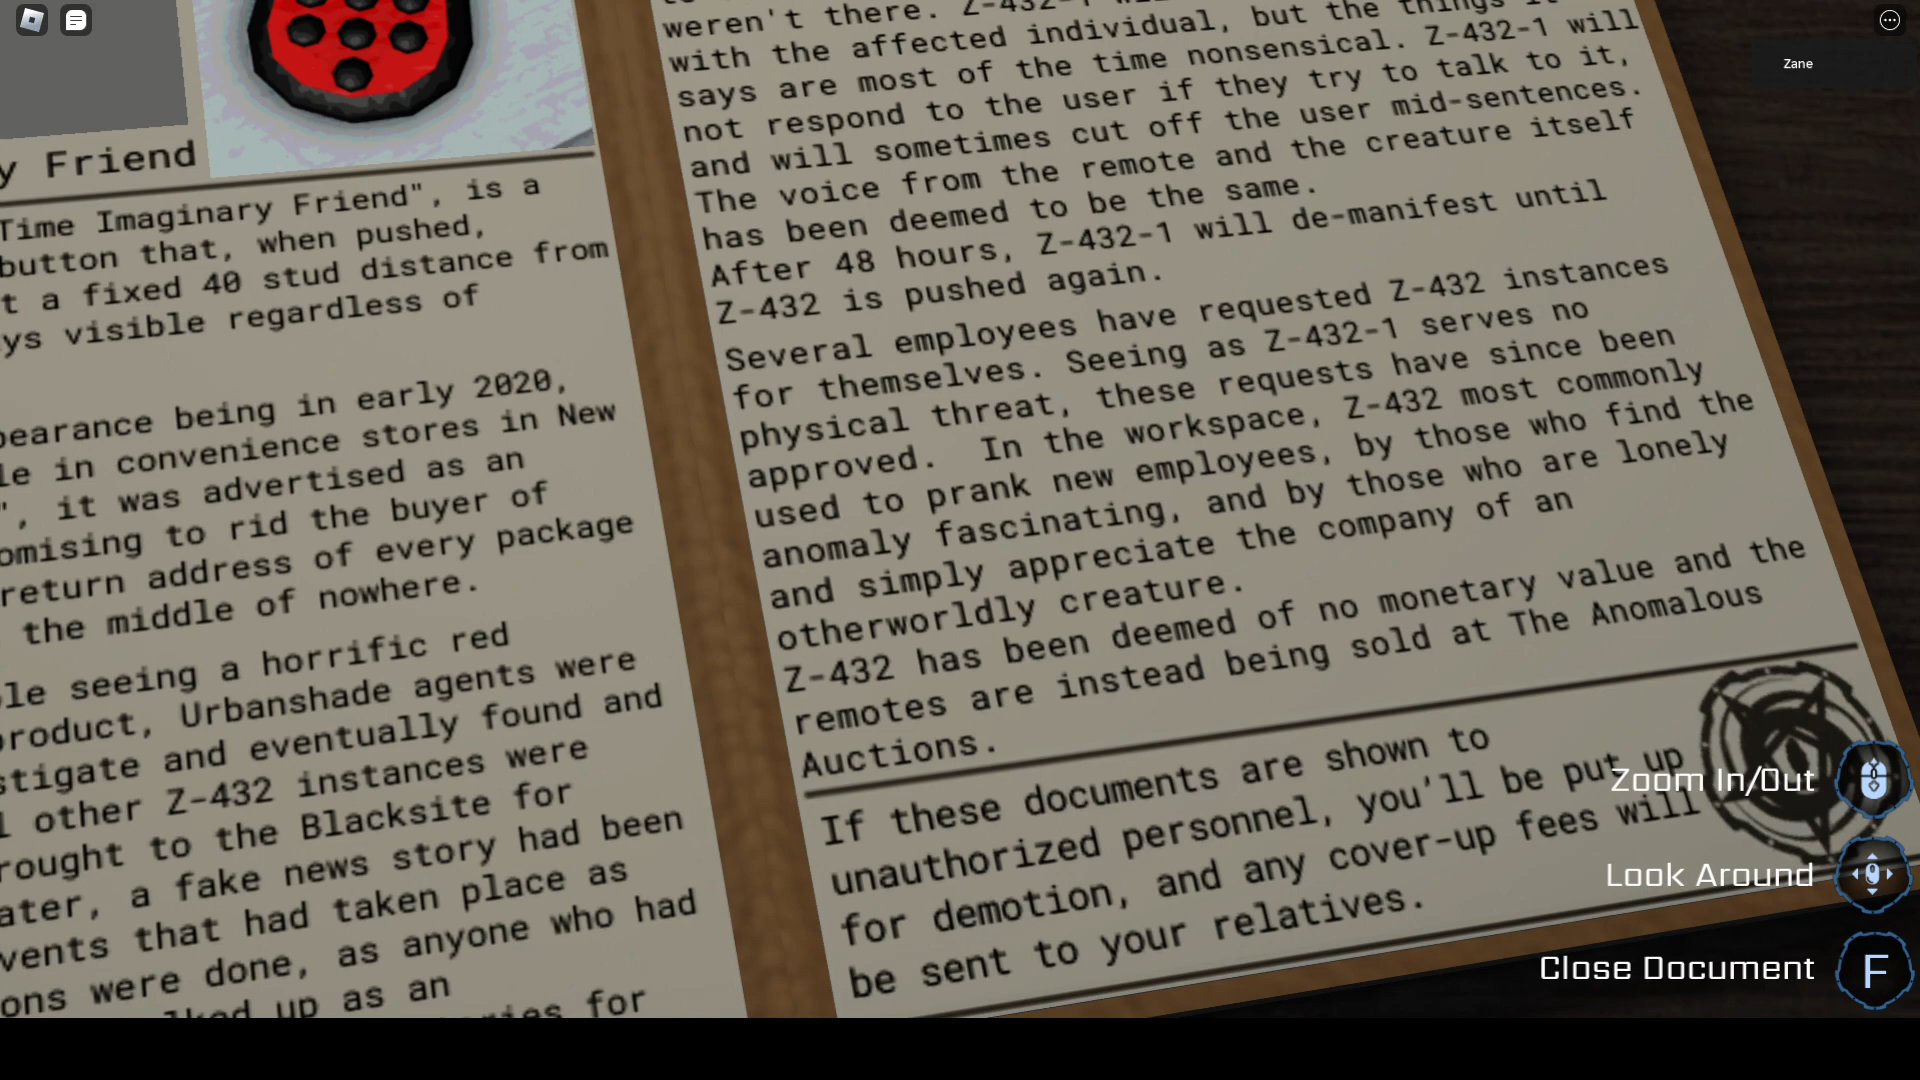 Zane
y Friend
Time Imaginary Friend", is a
button that, when pushed,
t a fixed 40 stud distance from
ys visible regardless of
pearance being in early 2020,
le in convenience stores in New
", it was advertised as an
omising to rid the buyer of
return address of every package
the middle of nowhere.
le seeing a horrific red
product, Urbanshade agents were
stigate and eventually found and
l other Z-432 instances were
rought to the Blacksite for
ater, a fake news story had been
vents that had taken place as
ons were done, as anyone who had
lked up as an
ries for
weren't there. Z-432-1
with the affected individual, but the things it
says are most of the time nonsensical. Z-432-1 will
not respond to the user if they try to talk to it,
and will sometimes cut off the user mid-sentences.
The voice from the remote and the creature itself
has been deemed to be the same.
After 48 hours, Z-432-1 will de-manifest until
Z-432 is pushed again.
Several employees have requested Z-432 instances
for themselves. Seeing as Z-432-1 serves no
physical threat, these requests have since been
approved. In the workspace, Z-432 most commonly
used to prank new employees, by those who find the
anomaly fascinating, and by those who are lonely
and simply appreciate the company of an
otherworldly creature.
Z-432 has been deemed of no monetary value and the
remotes are instead being sold at The Anomalous
Auctions.
If these documents are shown to
unauthorized personnel, you'll be put up
for demotion, and any cover-up fees will
be sent to your relatives.
Zoom In/Out
Look Around
Close Document F